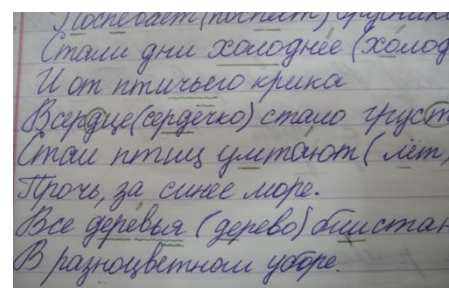 Поспевает (поспеет) брусника
Стали дни холоднее (холод
И от птичьего крика
В сердце (сердечко) стало груст
Стаи птиц улетают (лёт)
Прочь, за синее море.
Все деревья (дерево) блистан
В разноцветном уборе.